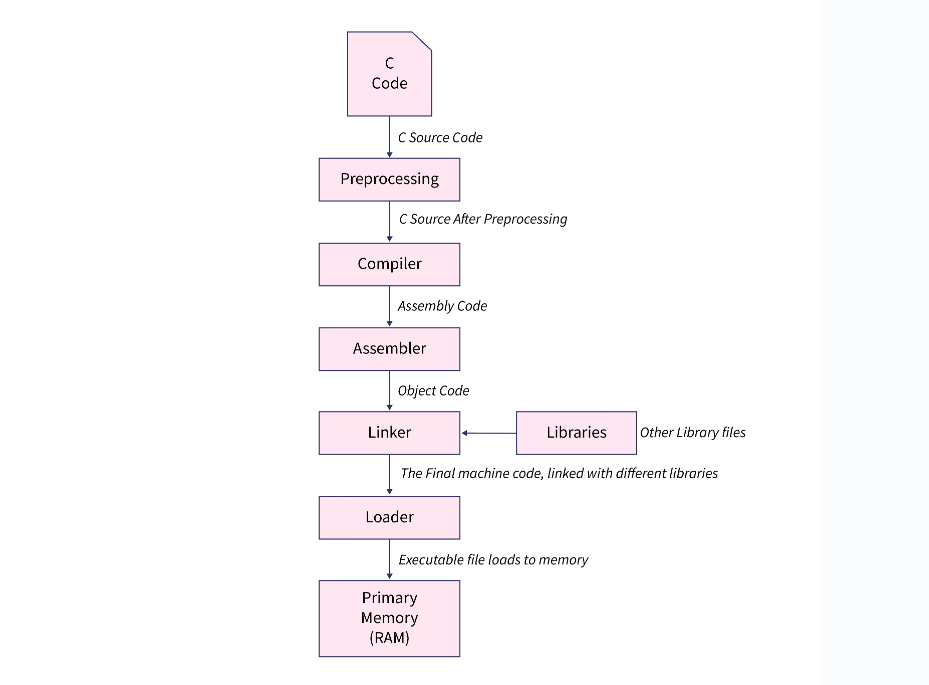 C
Code
C Source Code
Preprocessing
C Source After Preprocessing
Compiler
Assembly Code
Assembler
Object Code
Linker
Libraries
Other Library files
The Final machine code, linked with different libraries
Loader
Executable file loads to memory
Primary
Memory
(RAM)